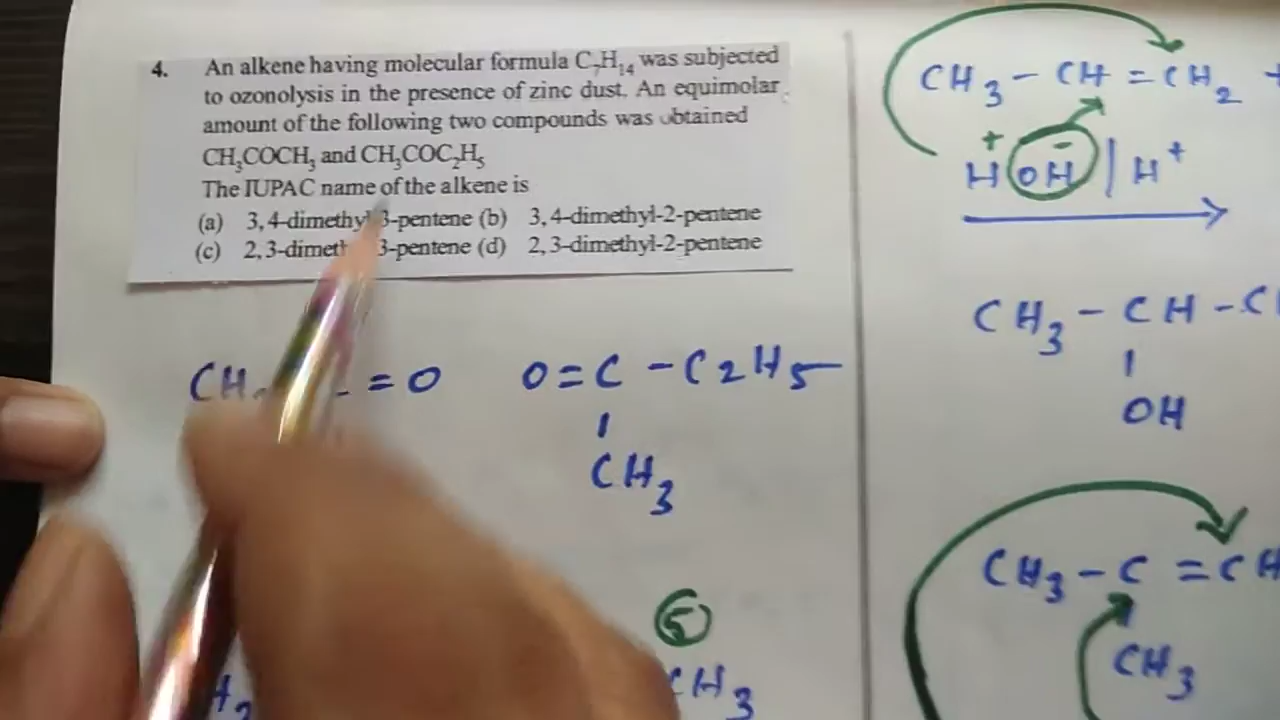 4. An alkene having molecular formula C₇H₁₄ was subjected
to ozonolysis in the presence of zinc dust. An equimolar
amount of the following two compounds was obtained
CH₃COCH₃ and CH₃COC₂H₅
The IUPAC name of the alkene is
(a) 3,4-dimethyl-3-pentene (b) 3,4-dimethyl-2-pentene
(c) 2,3-dimethyl-3-pentene (d) 2,3-dimethyl-2-pentene
CH = O O=C -C2H5
CH3
5
CH3
CH3 - CH = CH2 +
+ -
H OH | H+
CH3 - CH - C
OH
CH3 - C = CH
CH3